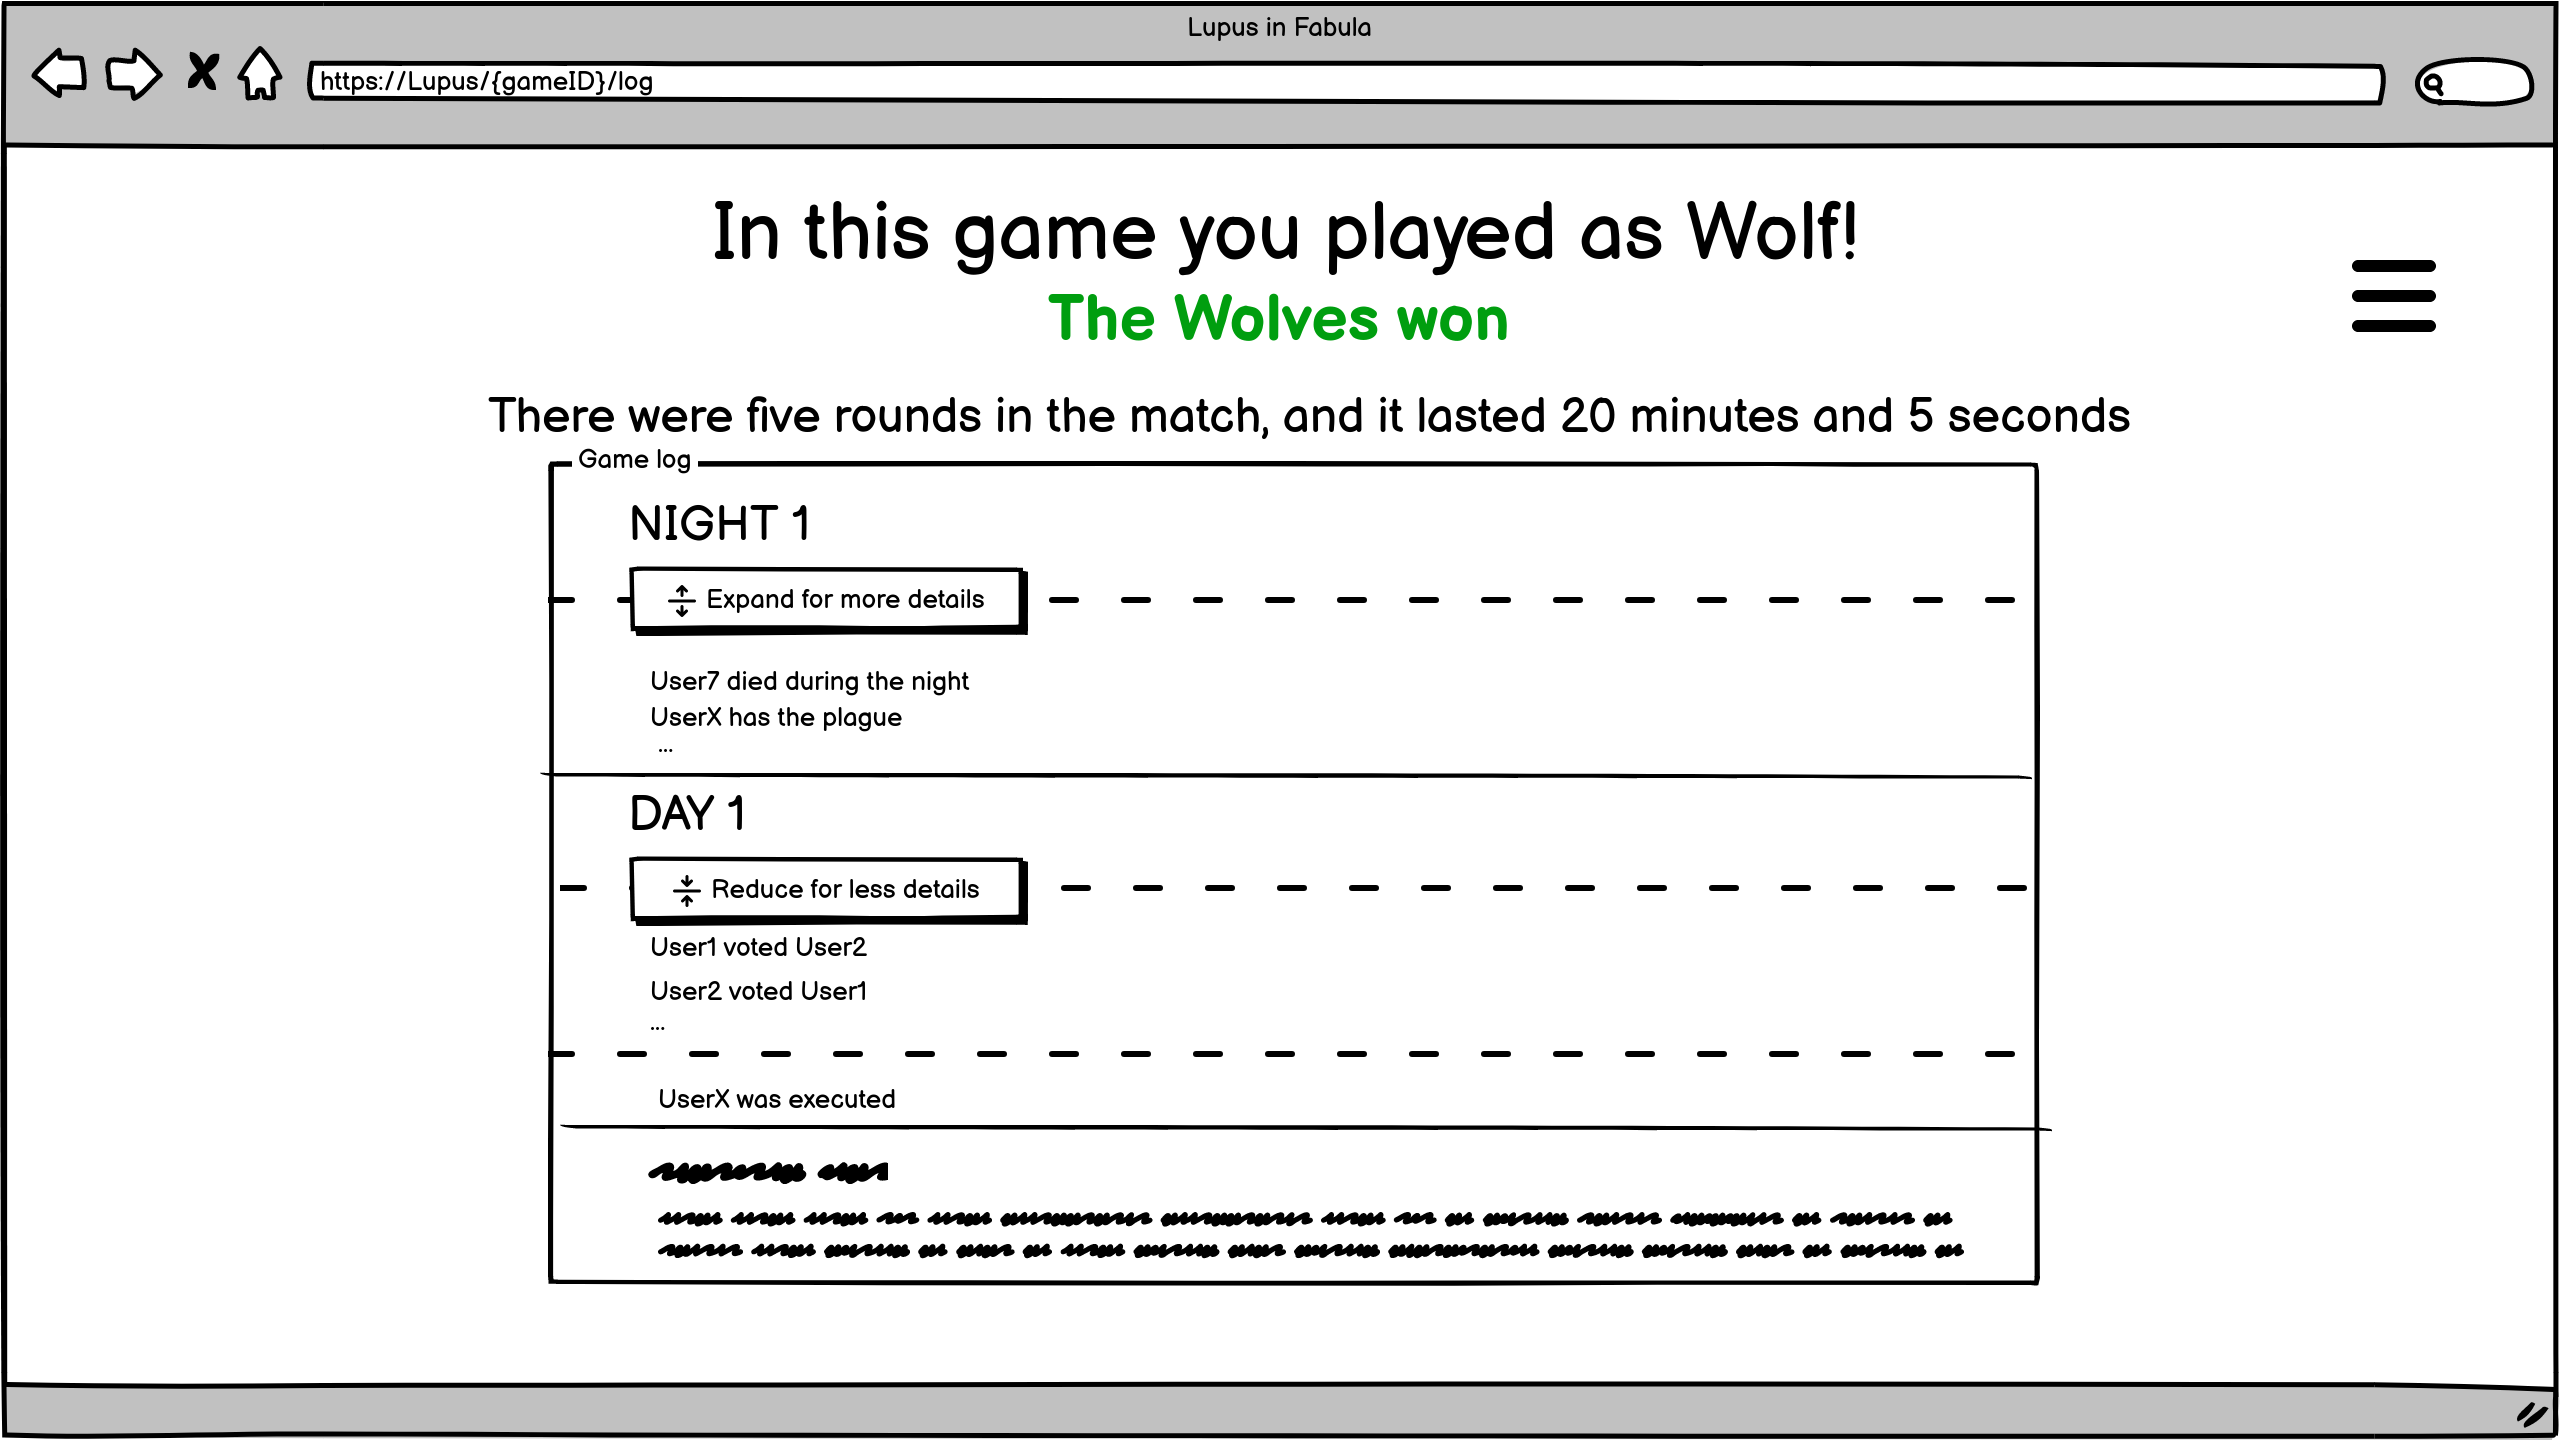 Lupus in Fabula
https://Lupus/{gameID}/log
In this game you played as Wolf!
The Wolves won
There were five rounds in the match, and it lasted 20 minutes and 5 seconds
Game log
NIGHT 1
Expand for more details
User7 died during the night
UserX has the plague
...
DAY 1
Reduce for less details
User1 voted User2
User2 voted User1
...
UserX was executed